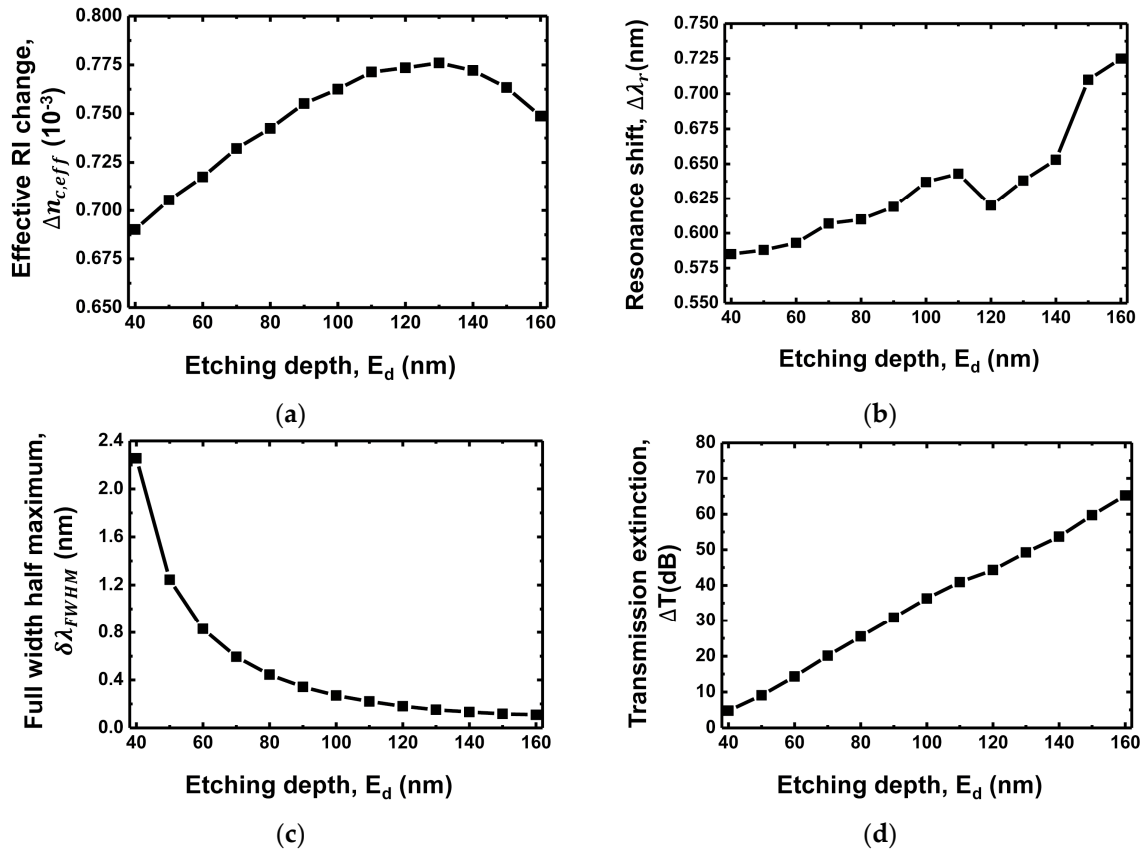 Effective RI change,
Δn_c,eff (10⁻³)
0.800
0.775
0.750
0.725
0.700
0.675
0.650
40 60 80 100 120 140 160
Etching depth, E_d (nm)
(a)
Resonance shift, Δλ_r(nm)
0.750
0.725
0.700
0.675
0.650
0.625
0.600
0.575
0.550
40 60 80 100 120 140 160
Etching depth, E_d (nm)
(b)
Full width half maximum,
δλ_FWHM (nm)
2.4
2.0
1.6
1.2
0.8
0.4
0.0
40 60 80 100 120 140 160
Etching depth, E_d (nm)
(c)
Transmission extinction,
ΔT(dB)
80
70
60
50
40
30
20
10
0
40 60 80 100 120 140 160
Etching depth, E_d (nm)
(d)